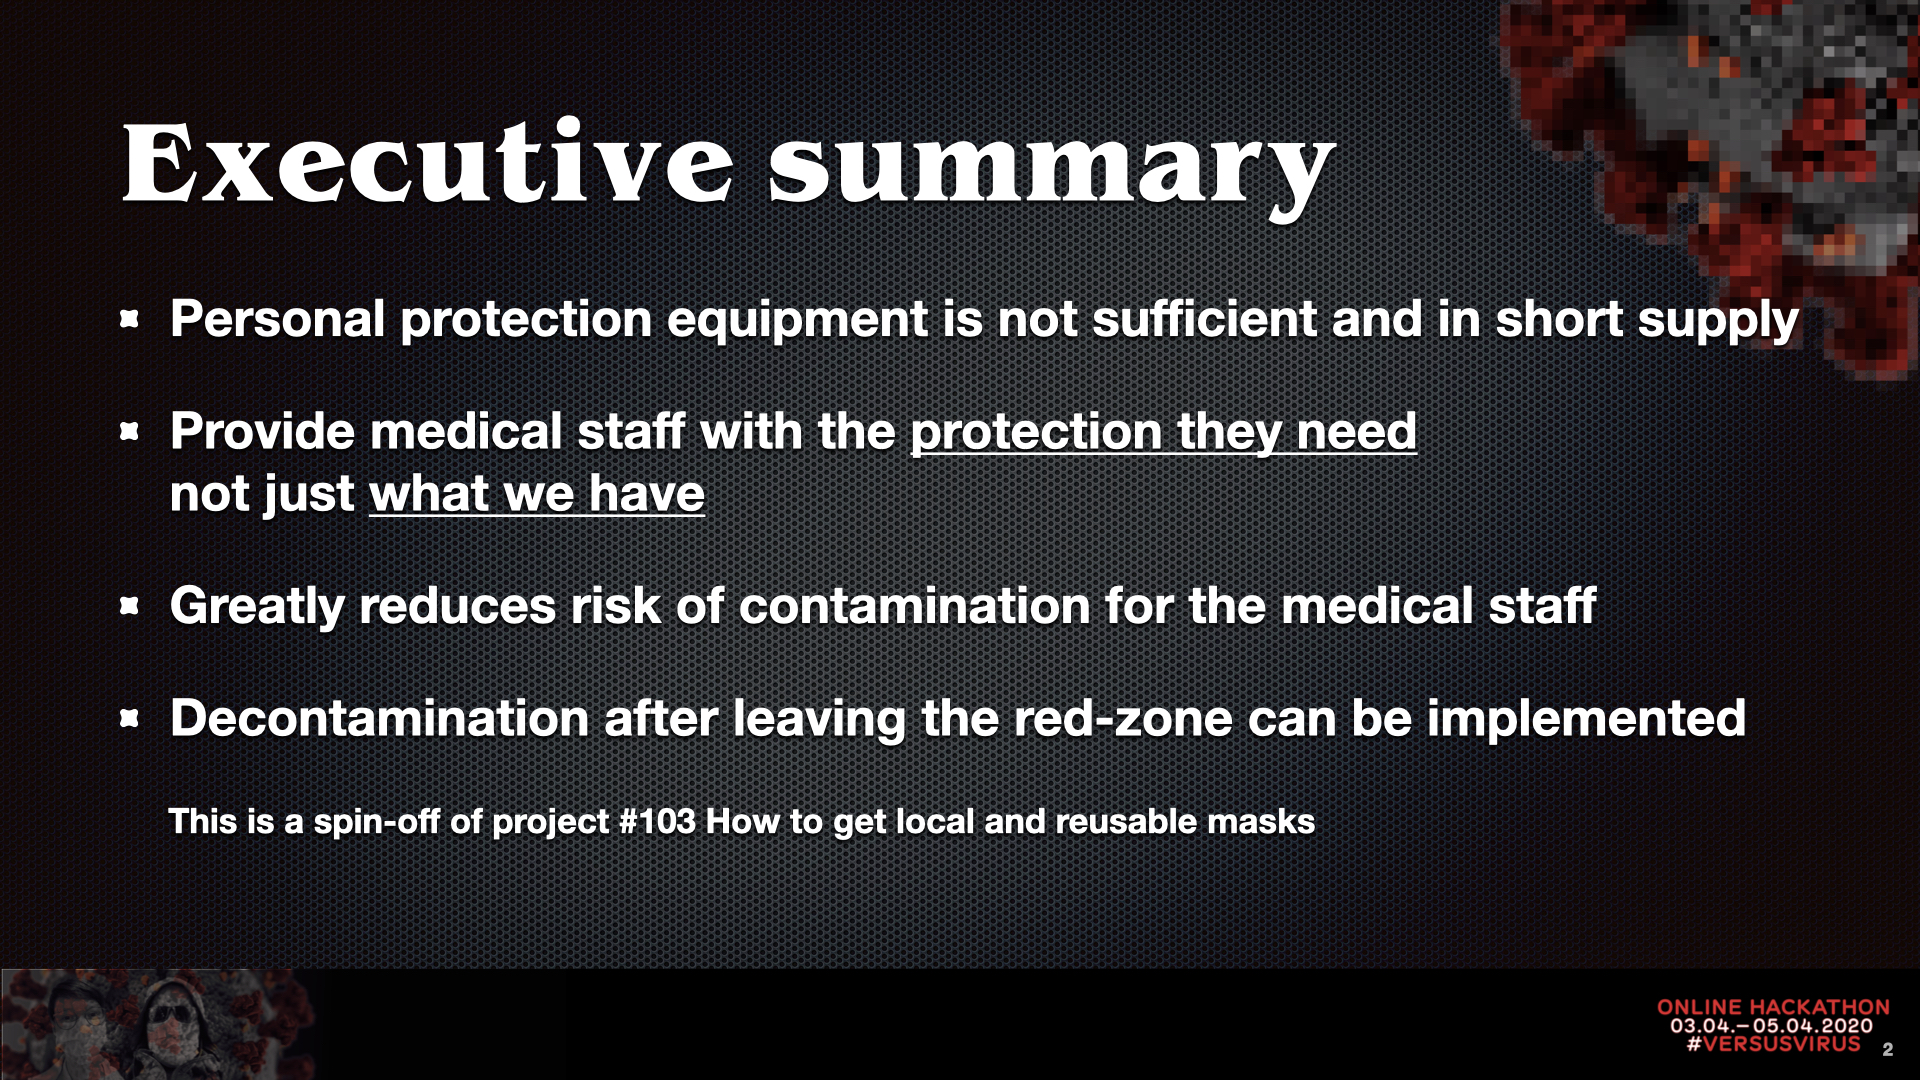 Executive summary
Personal protection equipment is not sufficient and in short supply
Provide medical staff with the protection they need
not just what we have
Greatly reduces risk of contamination for the medical staff
Decontamination after leaving the red-zone can be implemented
This is a spin-off of project #103 How to get local and reusable masks
ONLINE HACKATHON
03.04.–05.04.2020
#VERSUSVIRUS
2